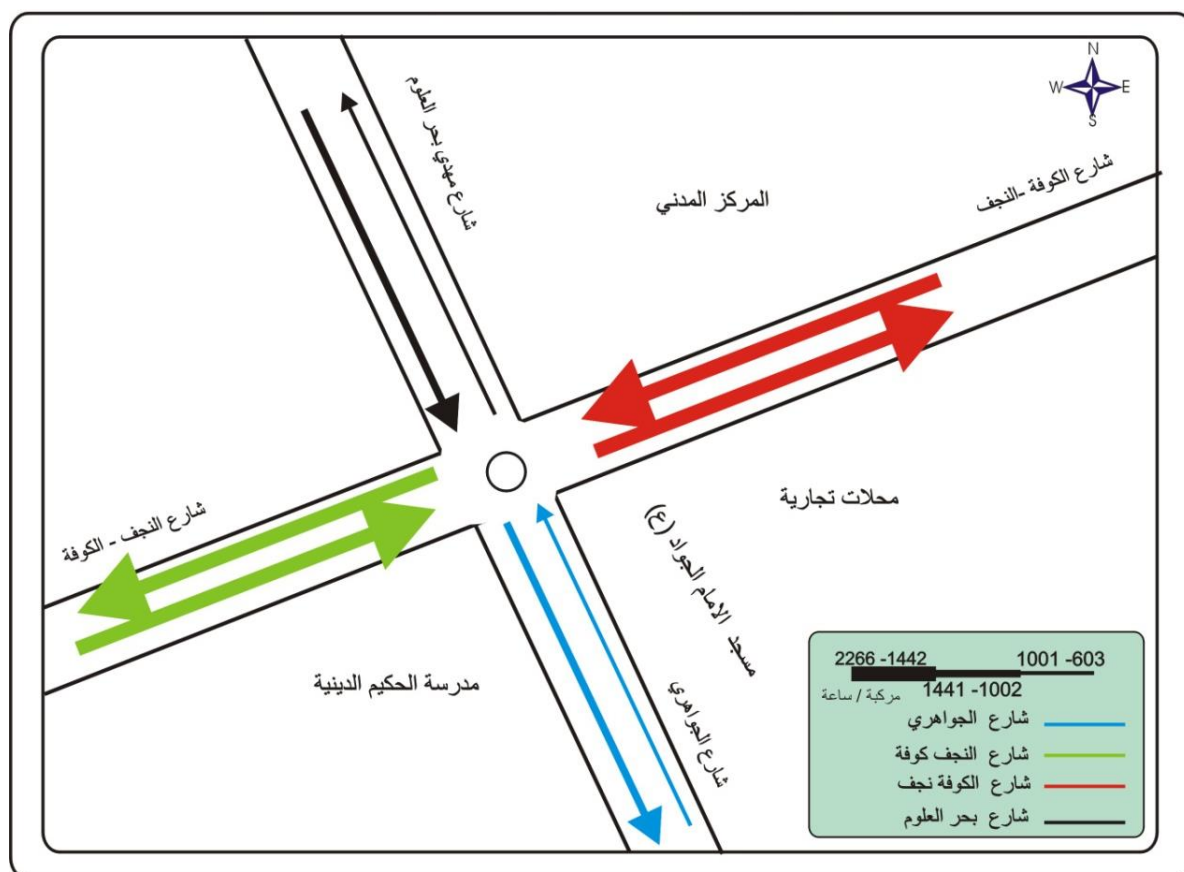 N
W
E
S
شارع مهدي بحر العلوم
شارع الكوفة -النجف
المركز المدني
محلات تجارية
شارع النجف - الكوفة
مسجد الامام الجواد (ع)
مدرسة الحكيم الدينية
شارع الجواهري
2266 -1442
1001 -603
1441 -1002
مركبة / ساعة
شارع الجواهري
شارع النجف كوفة
شارع الكوفة نجف
شارع بحر العلوم